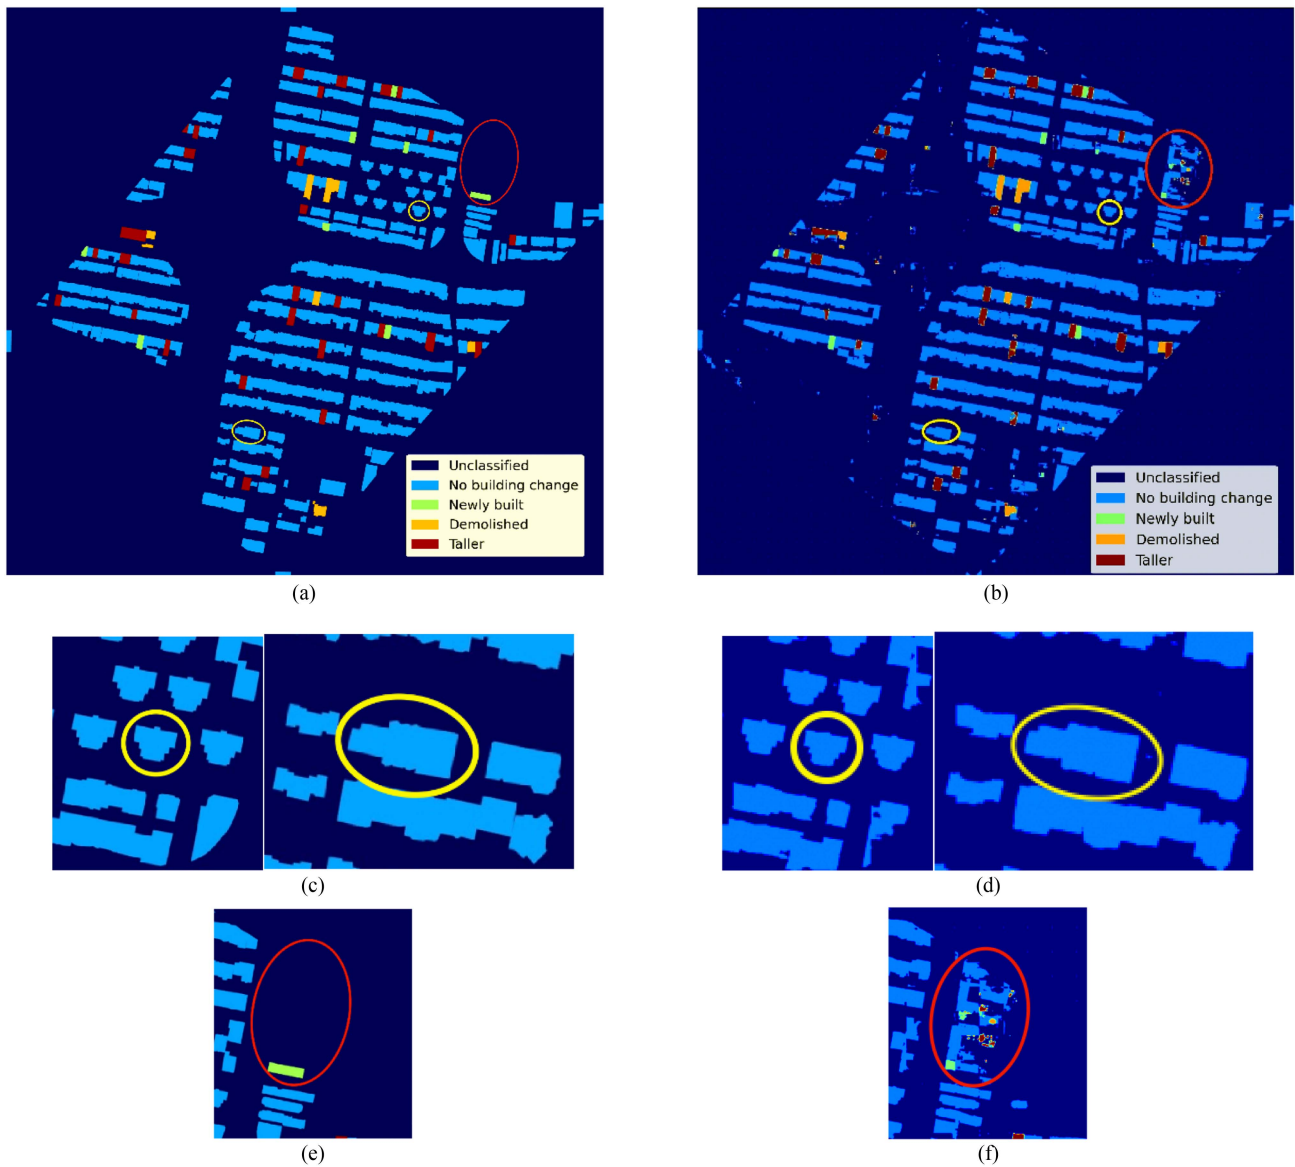 Unclassified
No building change
Newly built
Demolished
Taller
Unclassified
No building change
Newly built
Demolished
Taller
(a)
(b)
(c)
(d)
(e)
(f)